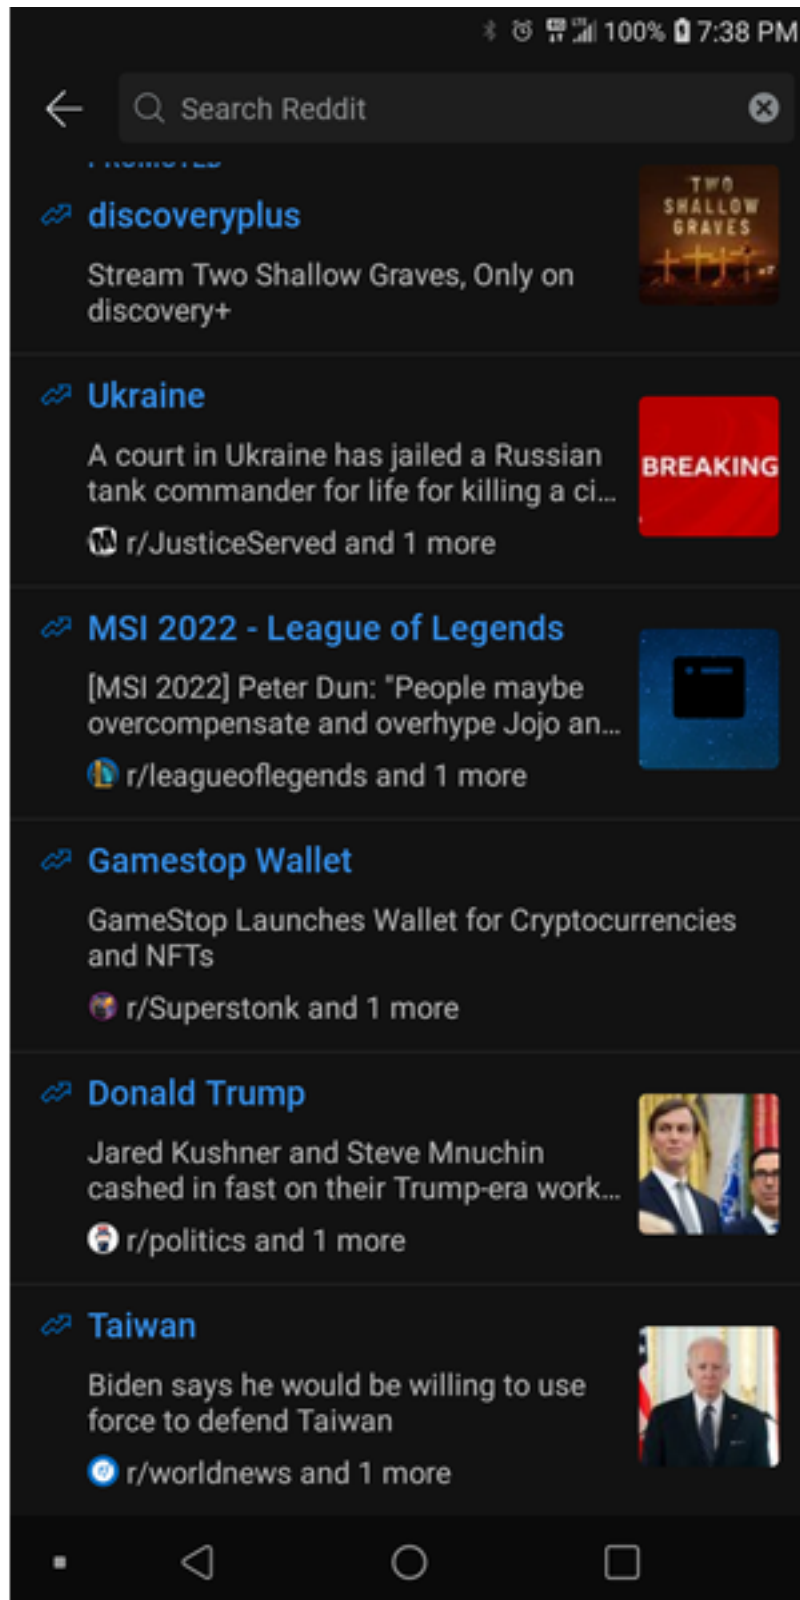 100% 7:38 PM
Search Reddit
PROMOTED
discoveryplus
Stream Two Shallow Graves, Only on
discovery+
TWO
SHALLOW
GRAVES
Ukraine
A court in Ukraine has jailed a Russian
tank commander for life for killing a ci...
r/JusticeServed and 1 more
BREAKING
MSI 2022 - League of Legends
[MSI 2022] Peter Dun: "People maybe
overcompensate and overhype Jojo an...
r/leagueoflegends and 1 more
Gamestop Wallet
GameStop Launches Wallet for Cryptocurrencies
and NFTs
r/Superstonk and 1 more
Donald Trump
Jared Kushner and Steve Mnuchin
cashed in fast on their Trump-era work...
r/politics and 1 more
Taiwan
Biden says he would be willing to use
force to defend Taiwan
r/worldnews and 1 more